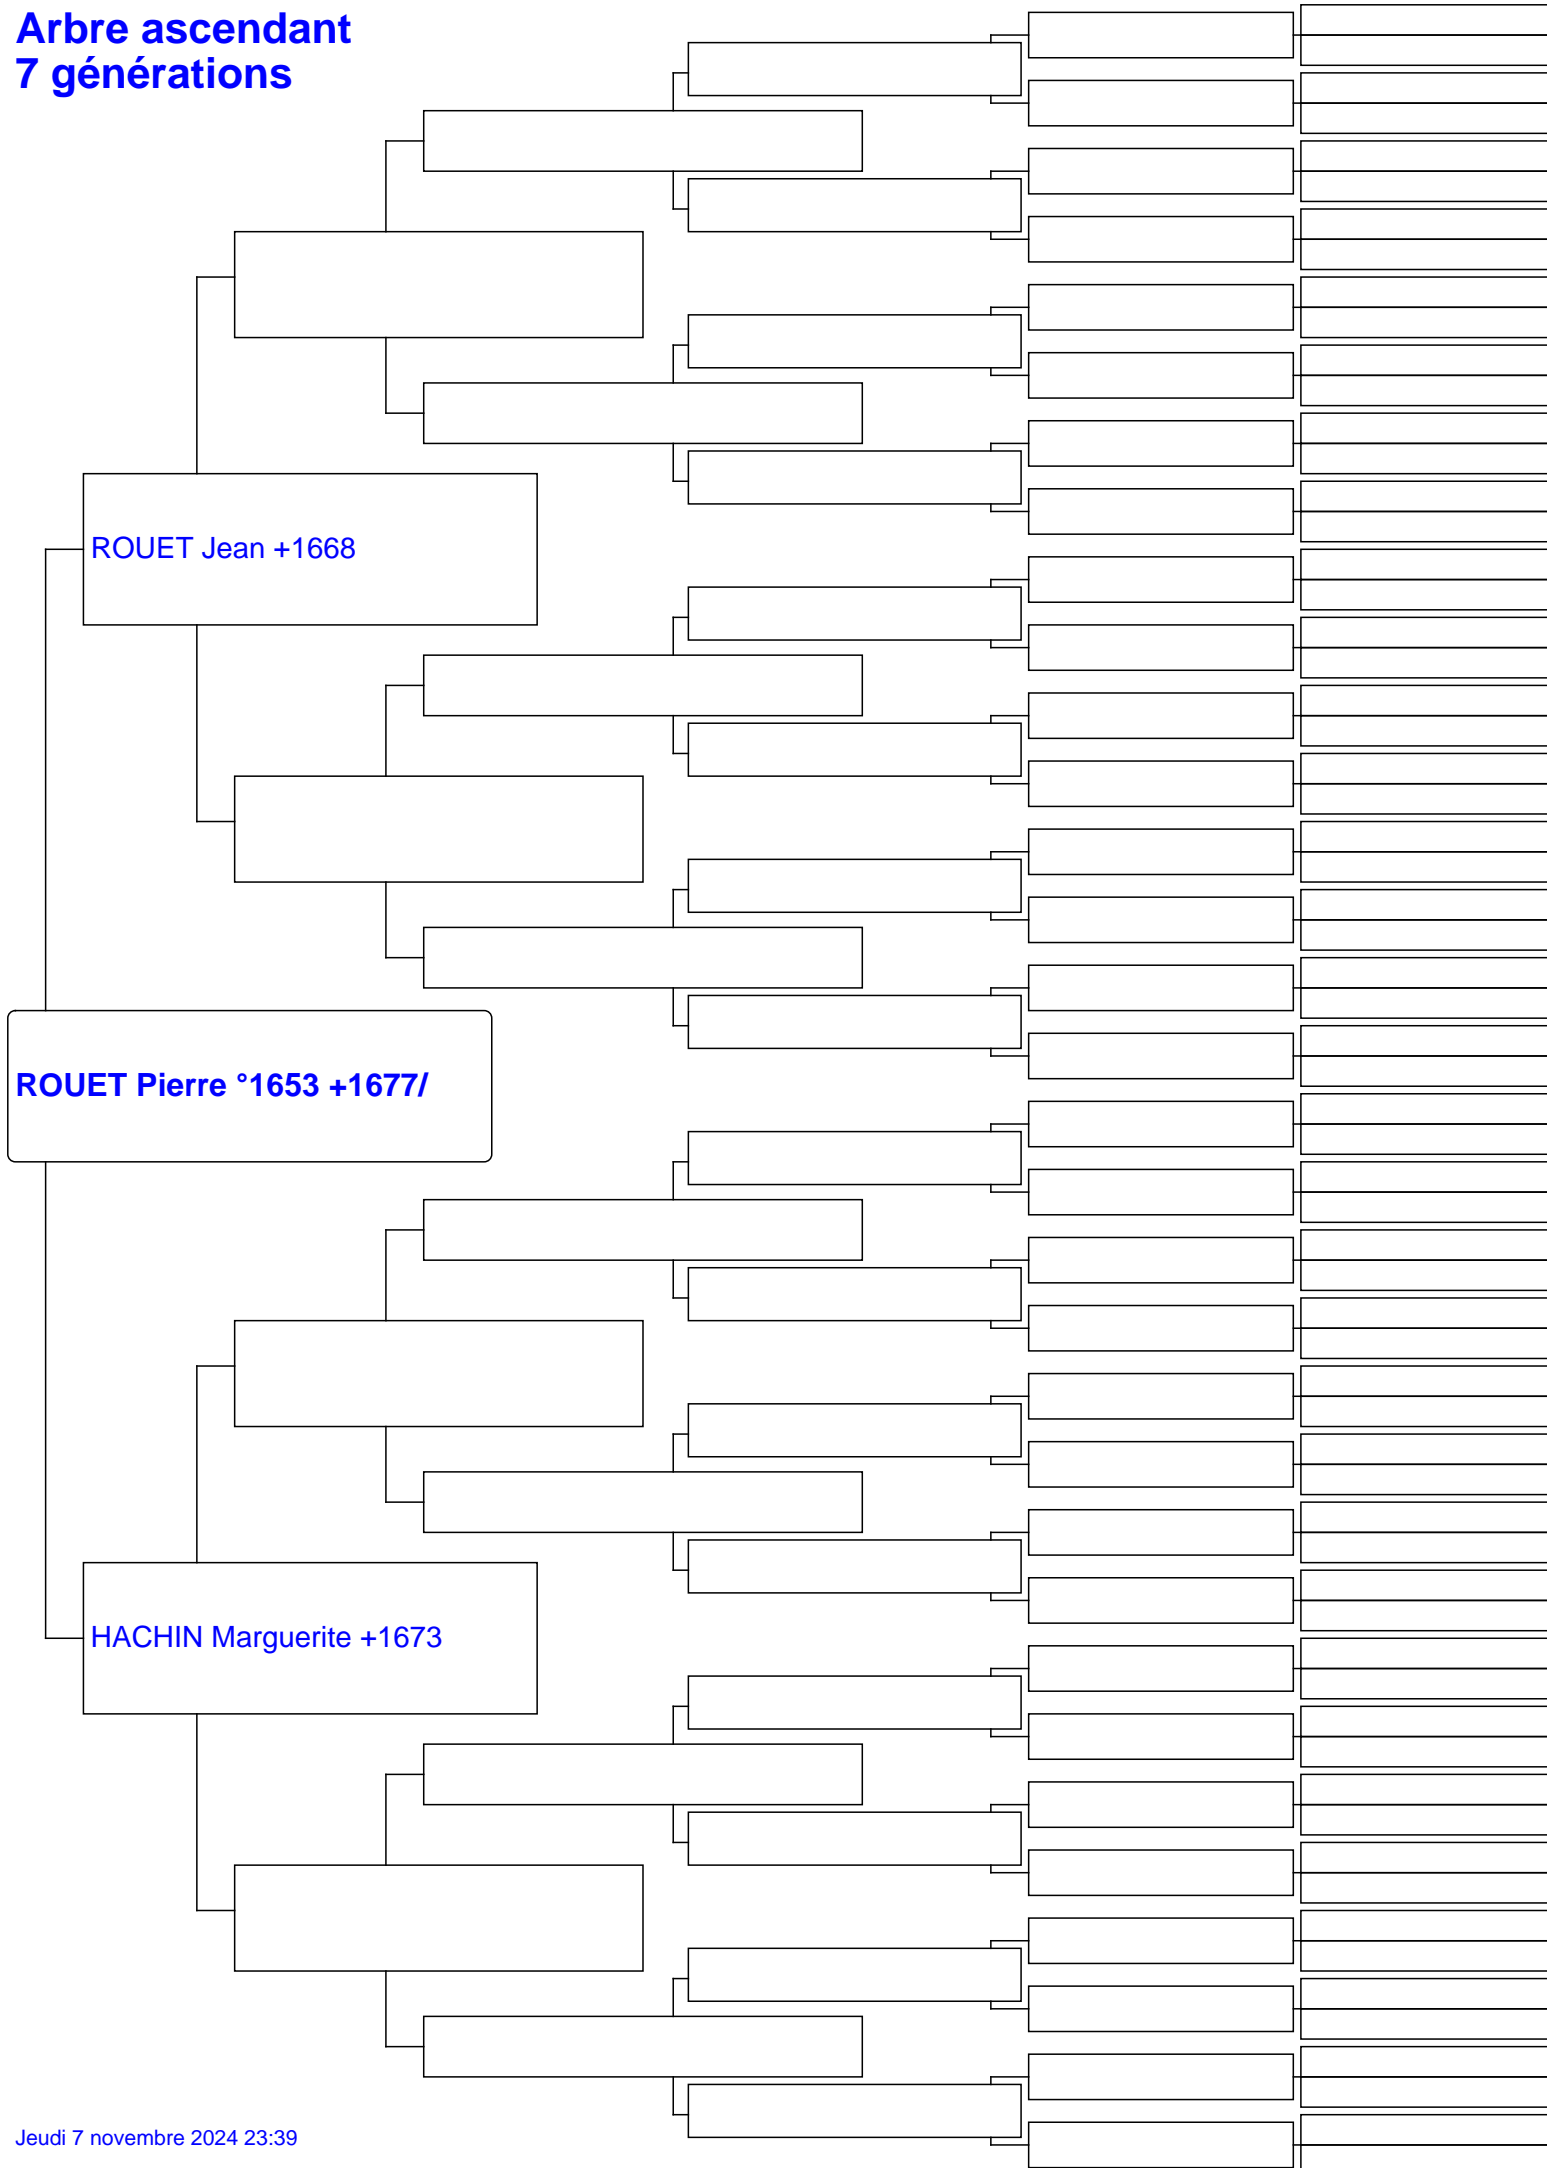 Arbre ascendant
7 générations
ROUET Jean +1668
ROUET Pierre °1653 +1677/
HACHIN Marguerite +1673
Jeudi 7 novembre 2024 23:39